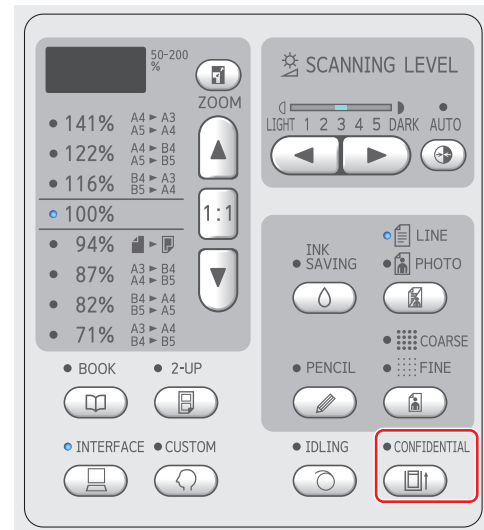 50-200
%
ZOOM
141% A4 ► A3
A5 ► A4
122% A4 ► B4
A5 ► B5
116% B4 ► A3
B5 ► A4
100%
94%
87% A3 ► B4
A4 ► B5
82% B4 ► A4
B5 ► A5
71% A3 ► A4
B4 ► B5
1:1
BOOK
2-UP
INTERFACE
CUSTOM
SCANNING LEVEL
LIGHT 1 2 3 4 5 DARK
AUTO
INK
SAVING
LINE
PHOTO
PENCIL
COARSE
FINE
IDLING
CONFIDENTIAL